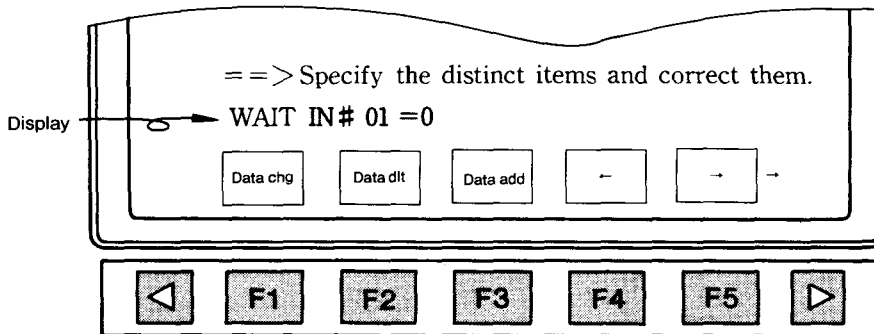 ==>Specify the distinct items and correct them.
Display
WAIT IN# 01 =0
Data chg Data dlt Data add ← → →
F1 F2 F3 F4 F5